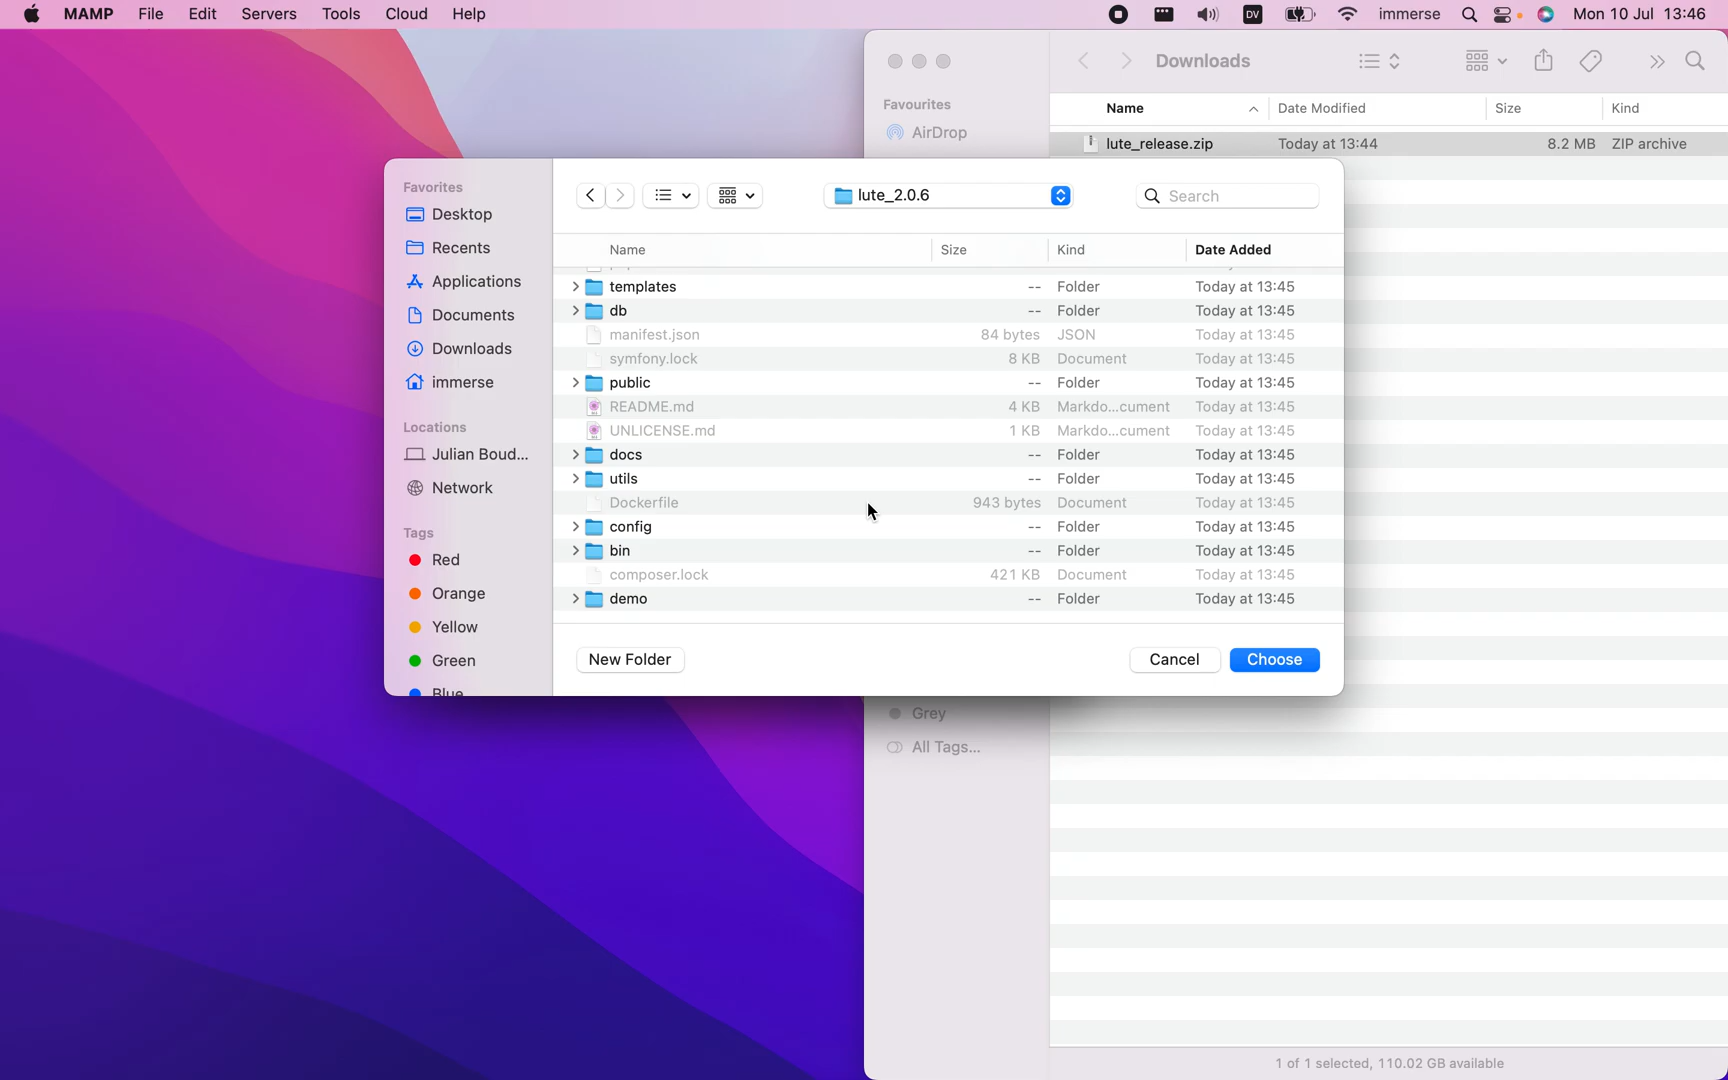 MAMP File Edit Servers Tools Cloud Help DV immerse Mon 10 Jul 13:46
Downloads
Favourites
AirDrop
Name Date Modified Size Kind
lute_release.zip Today at 13:44 8.2 MB ZIP archive
Favorites
Desktop
Recents
Applications
Documents
Downloads
immerse
Locations
Julian Boud...
Network
Tags
Red
Orange
Yellow
Green
Blue
lute_2.0.6
Search
Name Size Kind Date Added
templates -- Folder Today at 13:45
db -- Folder Today at 13:45
manifest.json 84 bytes JSON Today at 13:45
symfony.lock 8 KB Document Today at 13:45
public -- Folder Today at 13:45
README.md 4 KB Markdo...cument Today at 13:45
UNLICENSE.md 1 KB Markdo...cument Today at 13:45
docs -- Folder Today at 13:45
utils -- Folder Today at 13:45
Dockerfile 943 bytes Document Today at 13:45
config -- Folder Today at 13:45
bin -- Folder Today at 13:45
composer.lock 421 KB Document Today at 13:45
demo -- Folder Today at 13:45
New Folder Cancel Choose
Grey
All Tags...
1 of 1 selected, 110.02 GB available